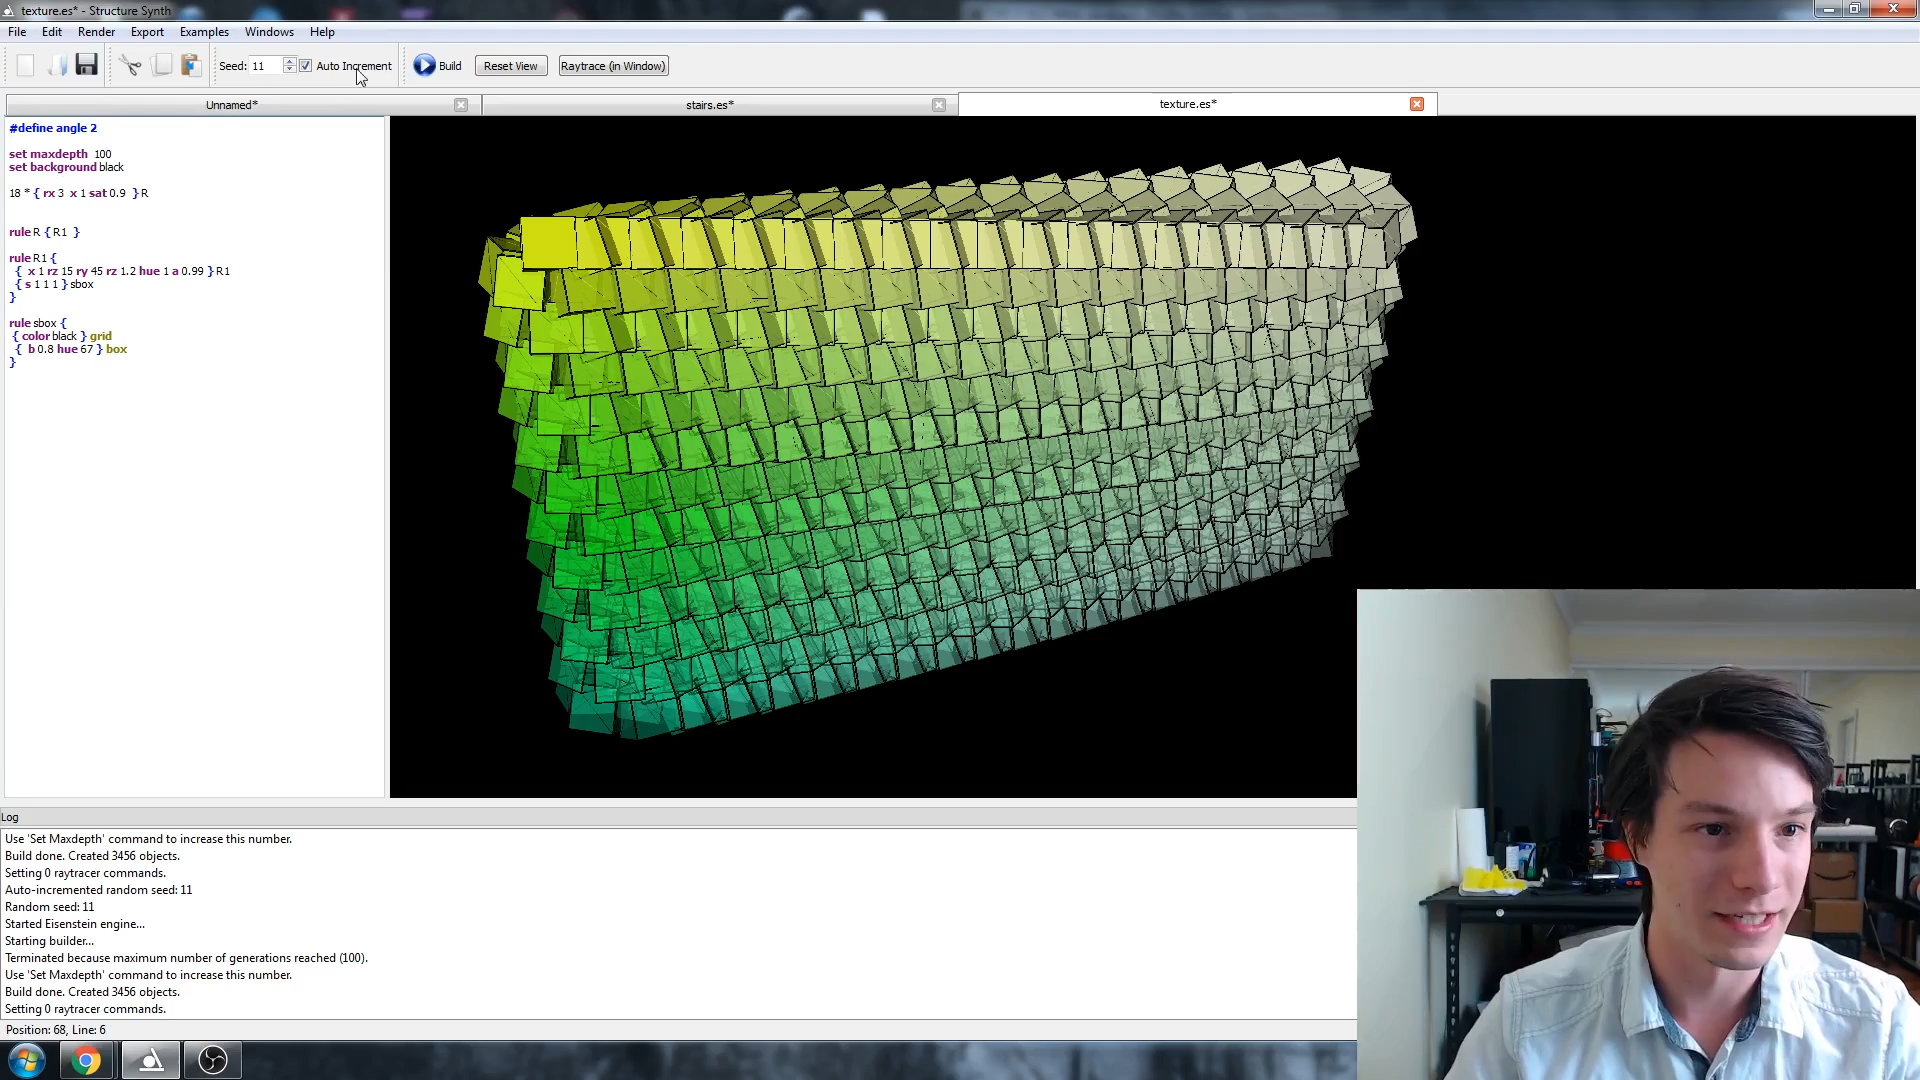 texture.es* - Structure Synth
File Edit Render Export Examples Windows Help
Seed: 11 Auto Increment Build Reset View Raytrace (in Window)
Unnamed* stairs.es* texture.es*
#define angle 2
set maxdepth 100
set background black
18 * { rx 3 x 1 sat 0.9 } R
rule R { R1 }
rule R1 {
{ x 1 rz 15 ry 45 rz 1.2 hue 1 a 0.99 } R1
{ s 1 1 1 } sbox
}
rule sbox {
{ color black } grid
{ b 0.8 hue 67 } box
}
Log
Use 'Set Maxdepth' command to increase this number.
Build done. Created 3456 objects.
Setting 0 raytracer commands.
Auto-incremented random seed: 11
Random seed: 11
Started Eisenstein engine...
Starting builder...
Terminated because maximum number of generations reached (100).
Use 'Set Maxdepth' command to increase this number.
Build done. Created 3456 objects.
Setting 0 raytracer commands.
Position: 68, Line: 6